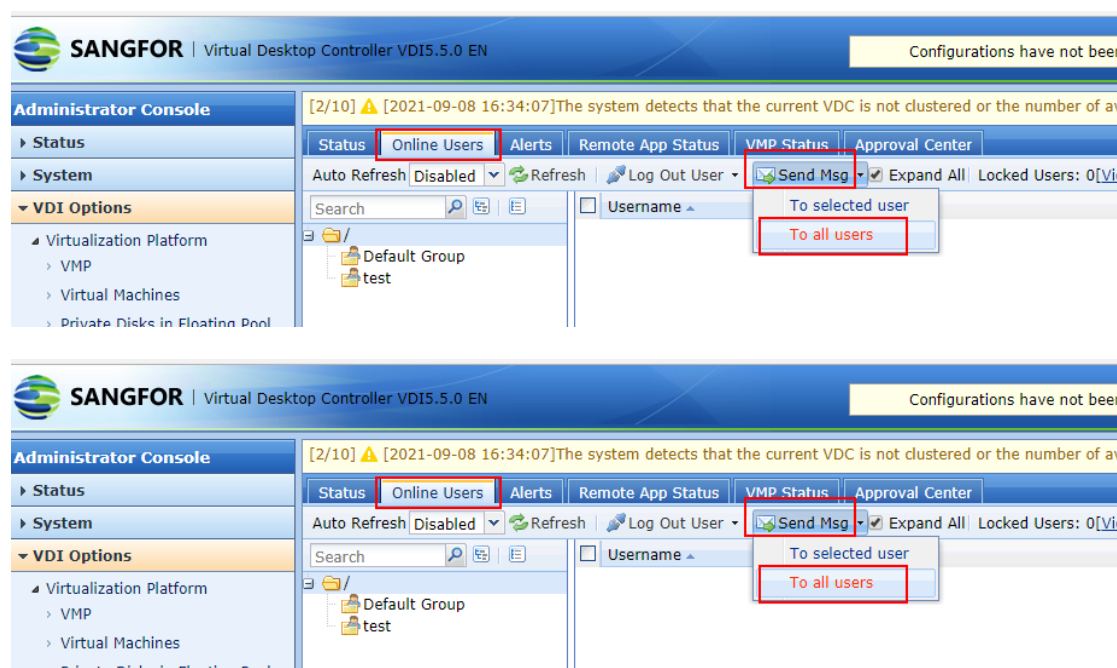 SANGFOR | Virtual Desktop Controller VDI5.5.0 EN
Configurations have not been
Administrator Console
[2/10] [2021-09-08 16:34:07]The system detects that the current VDC is not clustered or the number of
Status
Status Online Users Alerts Remote App Status VMP Status Approval Center
System
Auto Refresh Disabled Refresh Log Out User Send Msg Expand All Locked Users: 0[
VDI Options
Search
Username
To selected user
To all users
Virtualization Platform
/
VMP
Default Group
Virtual Machines
test
Private Disks in Floating Pool
SANGFOR | Virtual Desktop Controller VDI5.5.0 EN
Configurations have not been
Administrator Console
[2/10] [2021-09-08 16:34:07]The system detects that the current VDC is not clustered or the number of
Status
Status Online Users Alerts Remote App Status VMP Status Approval Center
System
Auto Refresh Disabled Refresh Log Out User Send Msg Expand All Locked Users: 0[
VDI Options
Search
Username
To selected user
To all users
Virtualization Platform
/
VMP
Default Group
Virtual Machines
test